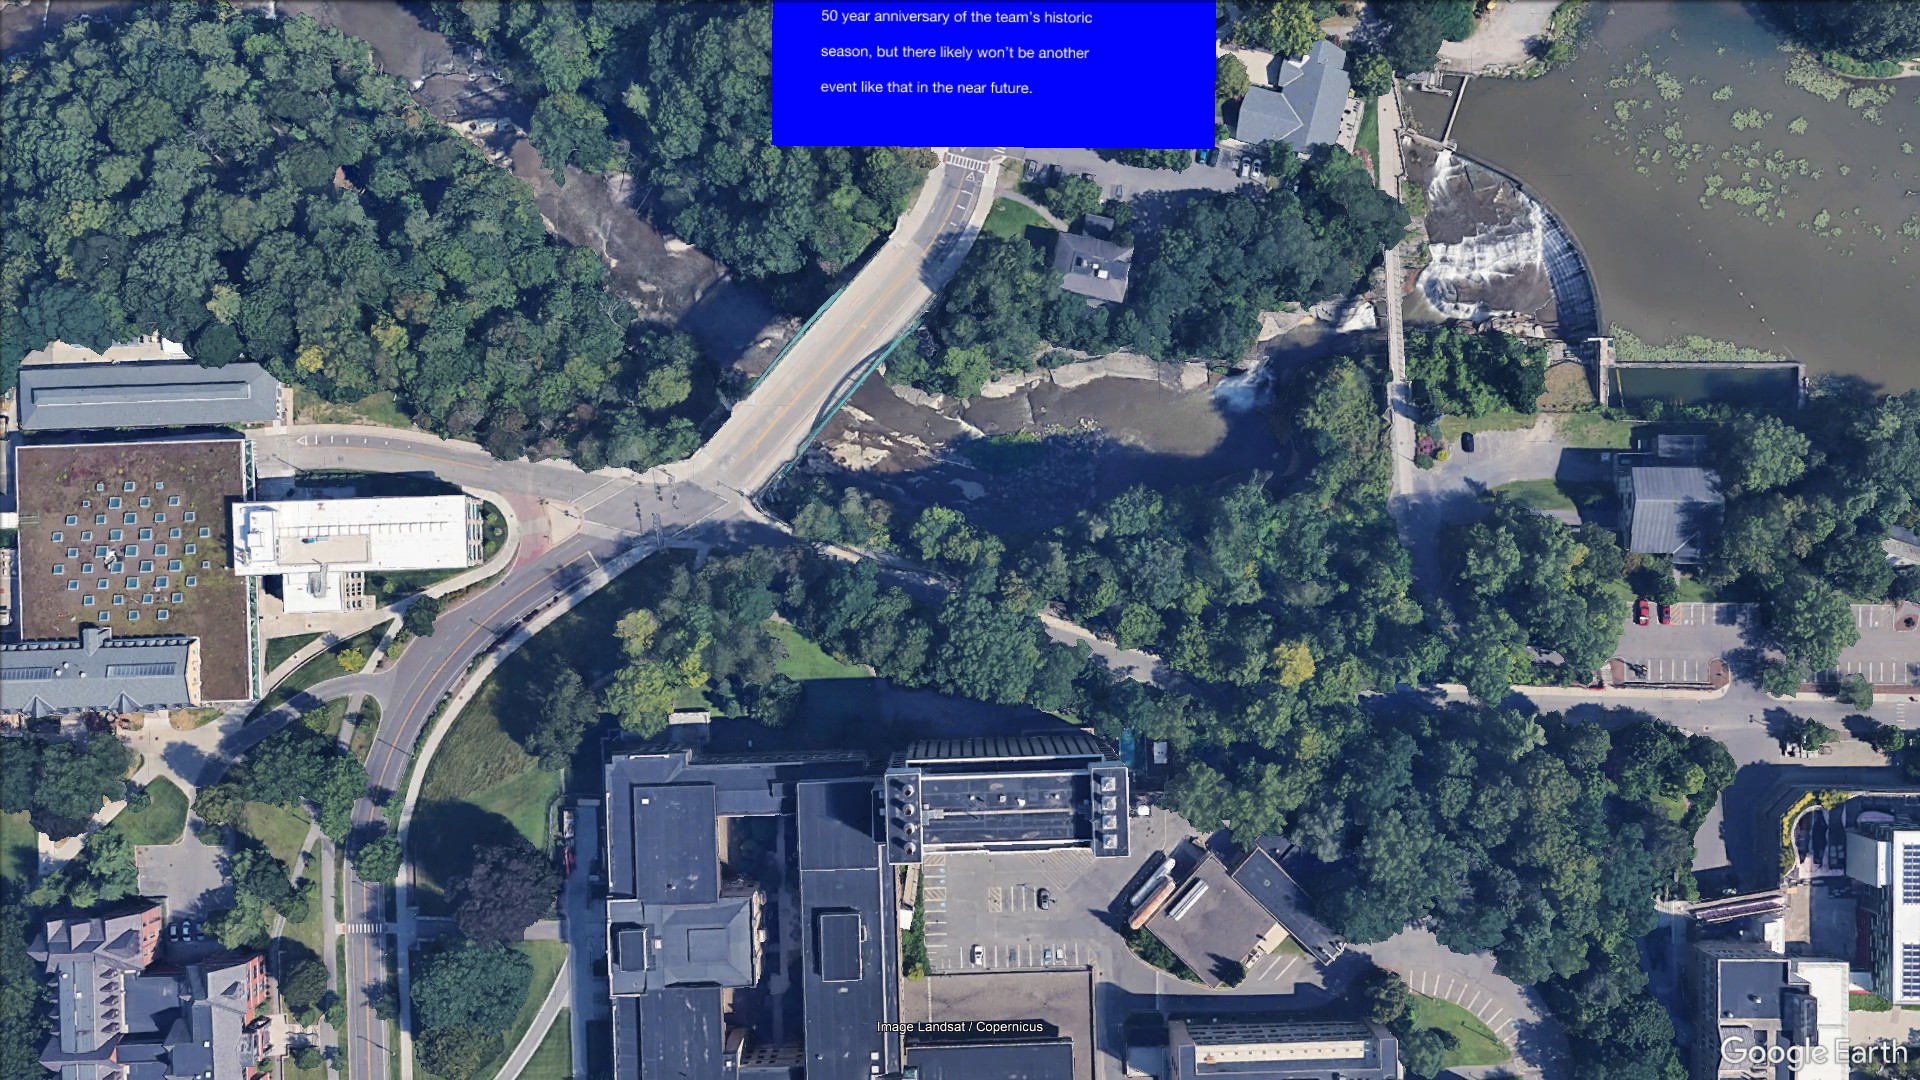 50 year anniversary of the team's historic
season, but there likely won't be another
event like that in the near future.
Image Landsat / Copernicus
Google Earth